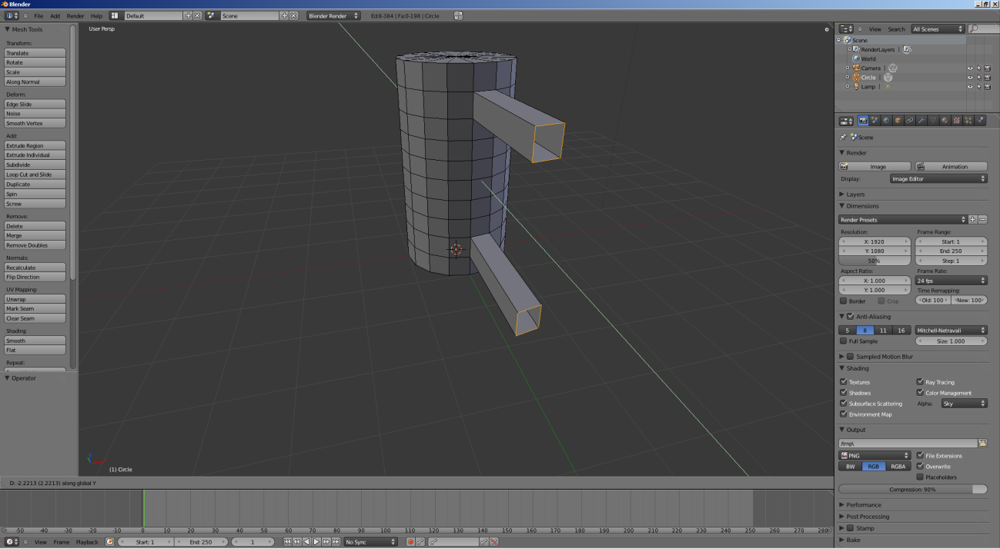 Blender
File Add Render Help Default Scene Blender Render Ed:8-384 | Fa:0-198 | Circle
Mesh Tools
Transform:
Translate
Rotate
Scale
Along Normal
Deform:
Edge Slide
Noise
Smooth Vertex
Add:
Extrude Region
Extrude Individual
Subdivide
Loop Cut and Slide
Duplicate
Spin
Screw
Remove:
Delete
Merge
Remove Doubles
Normals:
Recalculate
Flip Direction
UV Mapping:
Unwrap
Mark Seam
Clear Seam
Shading:
Smooth
Flat
Repeat:
Operator
User Persp
(1) Circle
D: -2.2213 (2.2213) along global Y
-50 -40 -30 -20 -10 0 10 20 30 40 50 60 70 80 90 100 110 120 130 140 150 160 170 180 190 200 210 220 230 240 250 260 270 280
View Frame Playback Start: 1 End: 250 1 No Sync
View Search All Scenes
Scene
RenderLayers |
World
Camera |
Circle |
Lamp |
Scene
Render
Image Animation
Display: Image Editor
Layers
Dimensions
Render Presets
Resolution: Frame Range:
X: 1920 Start: 1
Y: 1080 End: 250
50% Step: 1
Aspect Ratio: Frame Rate:
X: 1.000 24 fps
Y: 1.000 Time Remapping:
Border Crop Old: 100 New: 100
Anti-Aliasing
5 8 11 16 Mitchell-Netravali
Full Sample Size: 1.000
Sampled Motion Blur
Shading
Textures Ray Tracing
Shadows Color Management
Subsurface Scattering Alpha: Sky
Environment Map
Output
/tmp\
PNG File Extensions
BW RGB RGBA Overwrite
Placeholders
Compression: 90%
Performance
Post Processing
Stamp
Bake